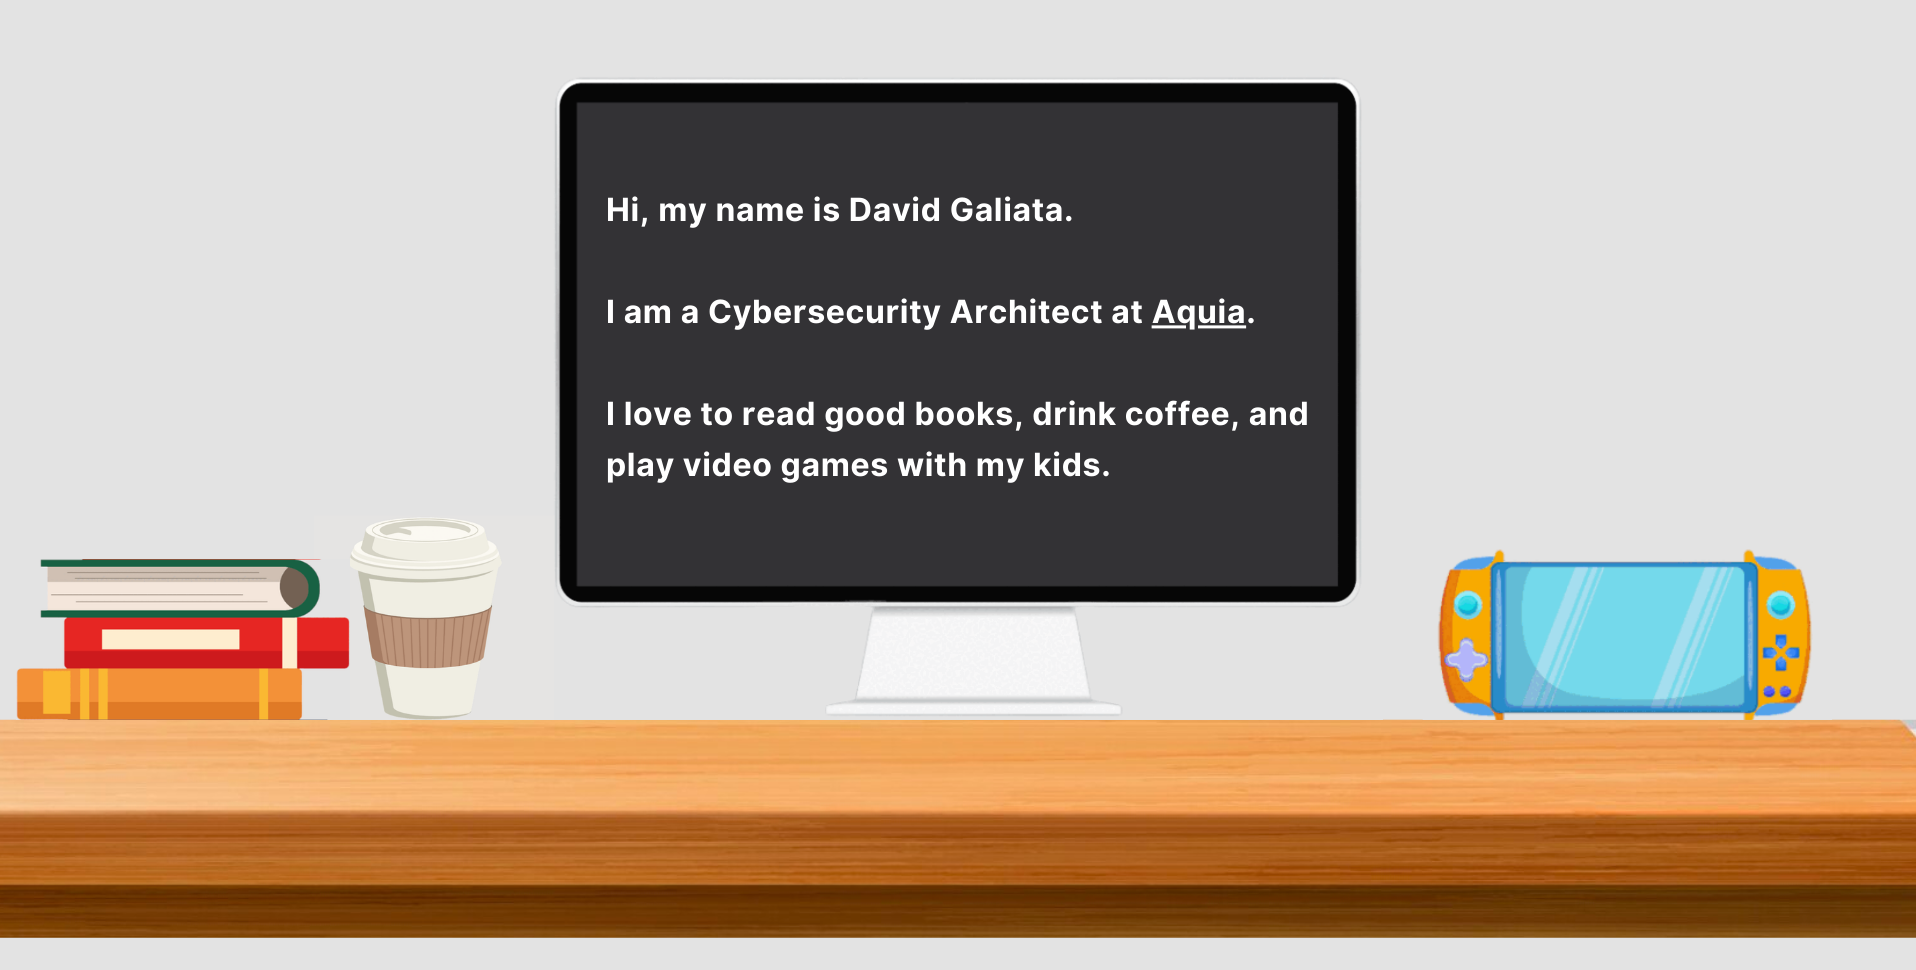 Hi, my name is David Galiata.
I am a Cybersecurity Architect at Aquia.
I love to read good books, drink coffee, and
play video games with my kids.